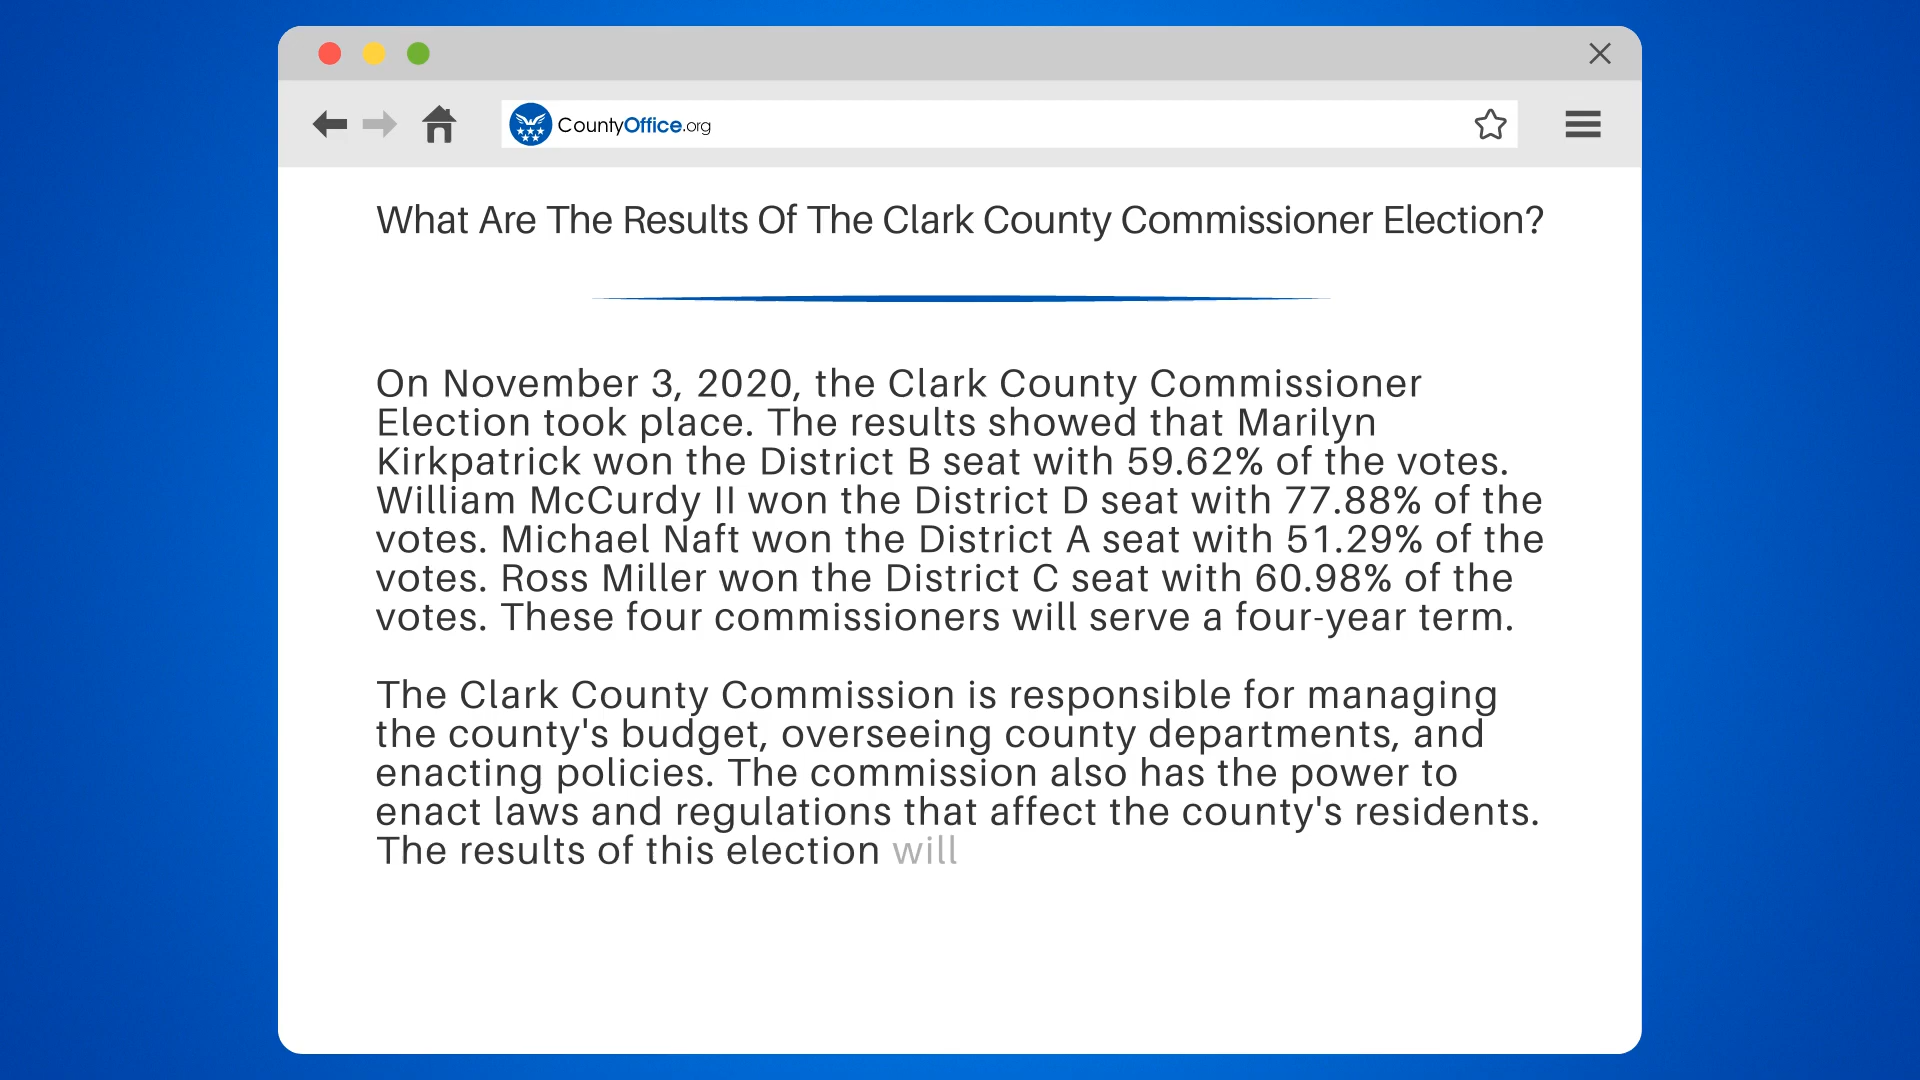 CountyOffice.org
What Are The Results Of The Clark County Commissioner Election?
On November 3, 2020, the Clark County Commissioner
Election took place. The results showed that Marilyn
Kirkpatrick won the District B seat with 59.62% of the votes.
William McCurdy II won the District D seat with 77.88% of the
votes. Michael Naft won the District A seat with 51.29% of the
votes. Ross Miller won the District C seat with 60.98% of the
votes. These four commissioners will serve a four-year term.
The Clark County Commission is responsible for managing
the county's budget, overseeing county departments, and
enacting policies. The commission also has the power to
enact laws and regulations that affect the county's residents.
The results of this election will